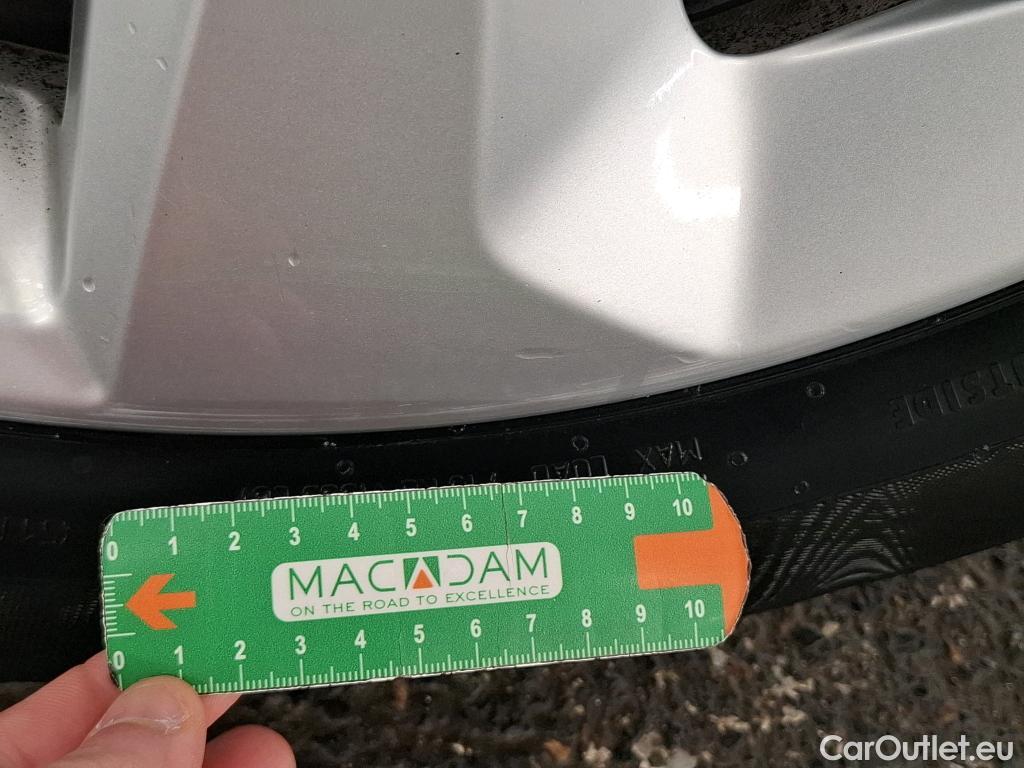 OUTSIDE
MAX LOAD
0 1 2 3 4 5 6 7 8 9 10
MACADAM
ON THE ROAD TO EXCELLENCE
0 1 2 3 4 5 6 7 8 9 10
CarOutlet.eu